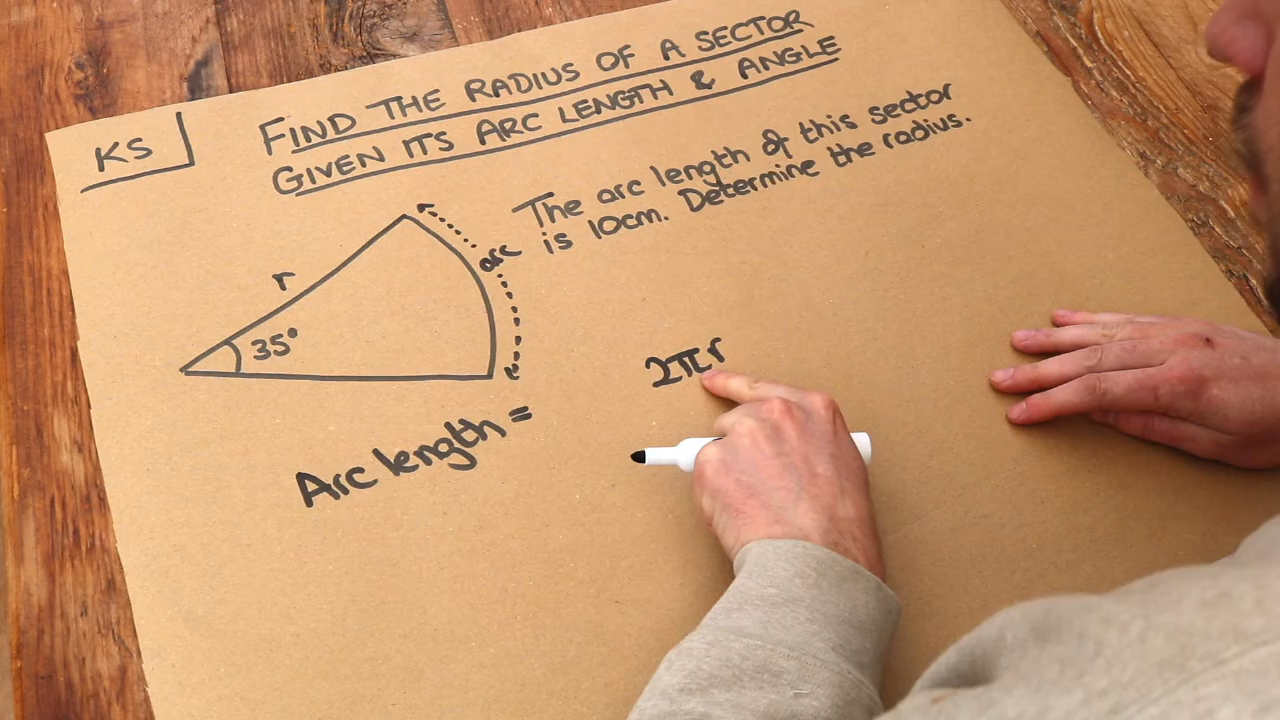 KS
FIND THE RADIUS OF A SECTOR
GIVEN ITS ARC LENGTH & ANGLE
The arc length of this sector
is 10cm. Determine the radius.
r
arc
35°
2πr
Arc length =